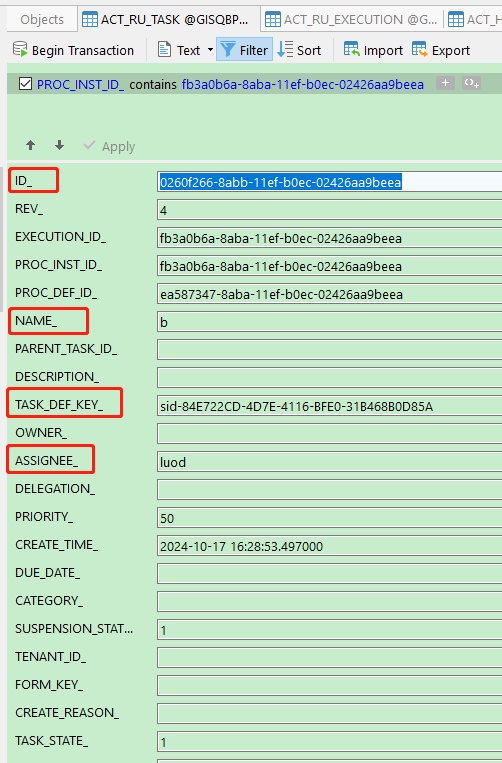 Objects ACT_RU_TASK @GISQBP... ACT_RU_EXECUTION @G... ACT_H
Begin Transaction Text Filter Sort Import Export
PROC_INST_ID_ contains fb3a0b6a-8aba-11ef-b0ec-02426aa9beea
Apply
ID_ 0260f266-8abb-11ef-b0ec-02426aa9beea
REV_ 4
EXECUTION_ID_ fb3a0b6a-8aba-11ef-b0ec-02426aa9beea
PROC_INST_ID_ fb3a0b6a-8aba-11ef-b0ec-02426aa9beea
PROC_DEF_ID_ ea587347-8aba-11ef-b0ec-02426aa9beea
NAME_ b
PARENT_TASK_ID_
DESCRIPTION_
TASK_DEF_KEY_ sid-84E722CD-4D7E-4116-BFE0-31B468B0D85A
OWNER_
ASSIGNEE_ luod
DELEGATION_
PRIORITY_ 50
CREATE_TIME_ 2024-10-17 16:28:53.497000
DUE_DATE_
CATEGORY_
SUSPENSION_STAT... 1
TENANT_ID_
FORM_KEY_
CREATE_REASON_
TASK_STATE_ 1